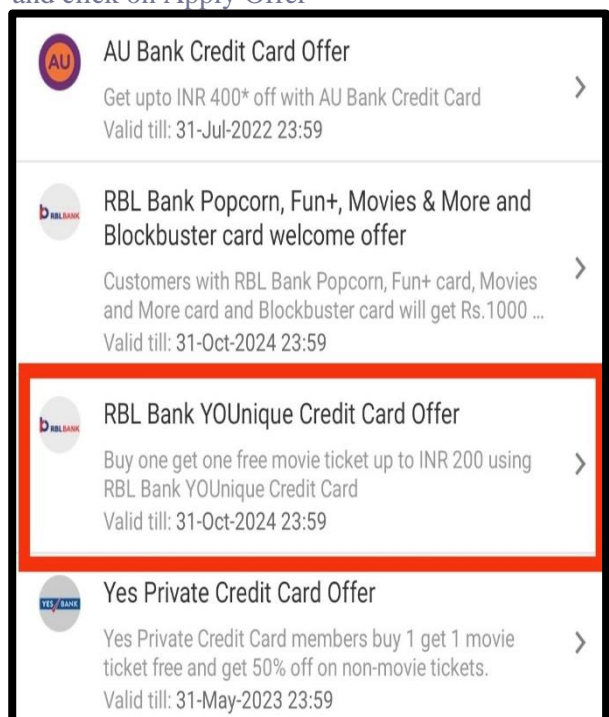 and click on Apply Offer
AU
AU Bank Credit Card Offer
Get upto INR 400* off with AU Bank Credit Card
Valid till: 31-Jul-2022 23:59
RBLBANK
RBL Bank Popcorn, Fun+, Movies & More and
Blockbuster card welcome offer
Customers with RBL Bank Popcorn, Fun+ card, Movies
and More card and Blockbuster card will get Rs.1000 ...
Valid till: 31-Oct-2024 23:59
RBLBANK
RBL Bank YOUnique Credit Card Offer
Buy one get one free movie ticket up to INR 200 using
RBL Bank YOUnique Credit Card
Valid till: 31-Oct-2024 23:59
YES BANK
Yes Private Credit Card Offer
Yes Private Credit Card members buy 1 get 1 movie
ticket free and get 50% off on non-movie tickets.
Valid till: 31-May-2023 23:59